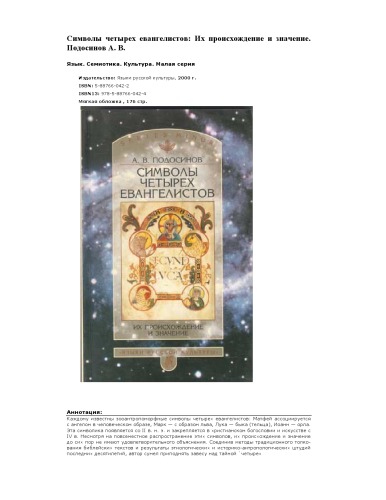 Символы четырех евангелистов: Их происхождение и значение.
Подосинов А. В.
Язык. Семиотика. Культура. Малая серия
Издательство: Языки русской культуры, 2000 г.
ISBN: 5-88766-042-2
ISBN13: 978-5-88766-042-4
Мягкая обложка , 176 стр.
А. В. ПОДОСИНОВ
СИМВОЛЫ
ЧЕТЫРЕХ
ЕВАНГЕЛИСТОВ
SECUND
LUCA
ИХ ПРОИСХОЖДЕНИЕ
И ЗНАЧЕНИЕ
Аннотация:
Каждому известны зооантропоморфные символы четырех евангелистов: Матфей ассоциируется
с ангелом в человеческом образе, Марк — с образом льва, Лука — быка (тельца), Иоанн — орла.
Эта символика появляется со II в. н. э. и закрепляется в христианском богословии и искусстве с
IV в. Несмотря на повсеместное распространение этих символов, их происхождение и значение
до сих пор не имеют удовлетворительного объяснения. Соединив методы традиционного толко-
вания библейских текстов и результаты этнологических и историко-антропологических штудий
последних десятилетий, автор сумел приподнять завесу над тайной четырех